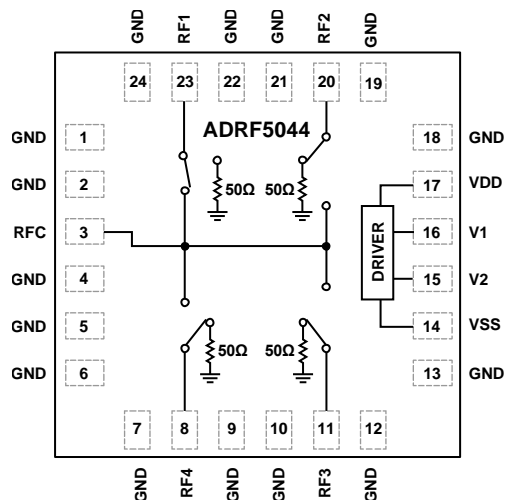 GND RF1 GND GND RF2 GND
24 23 22 21 20 19
ADRF5044
GND 1
GND 2
RFC 3
GND 4
GND 5
GND 6
18 GND
17 VDD
16 V1
15 V2
14 VSS
13 GND
DRIVER
50Ω 50Ω
50Ω 50Ω
7 8 9 10 11 12
GND RF4 GND GND RF3 GND